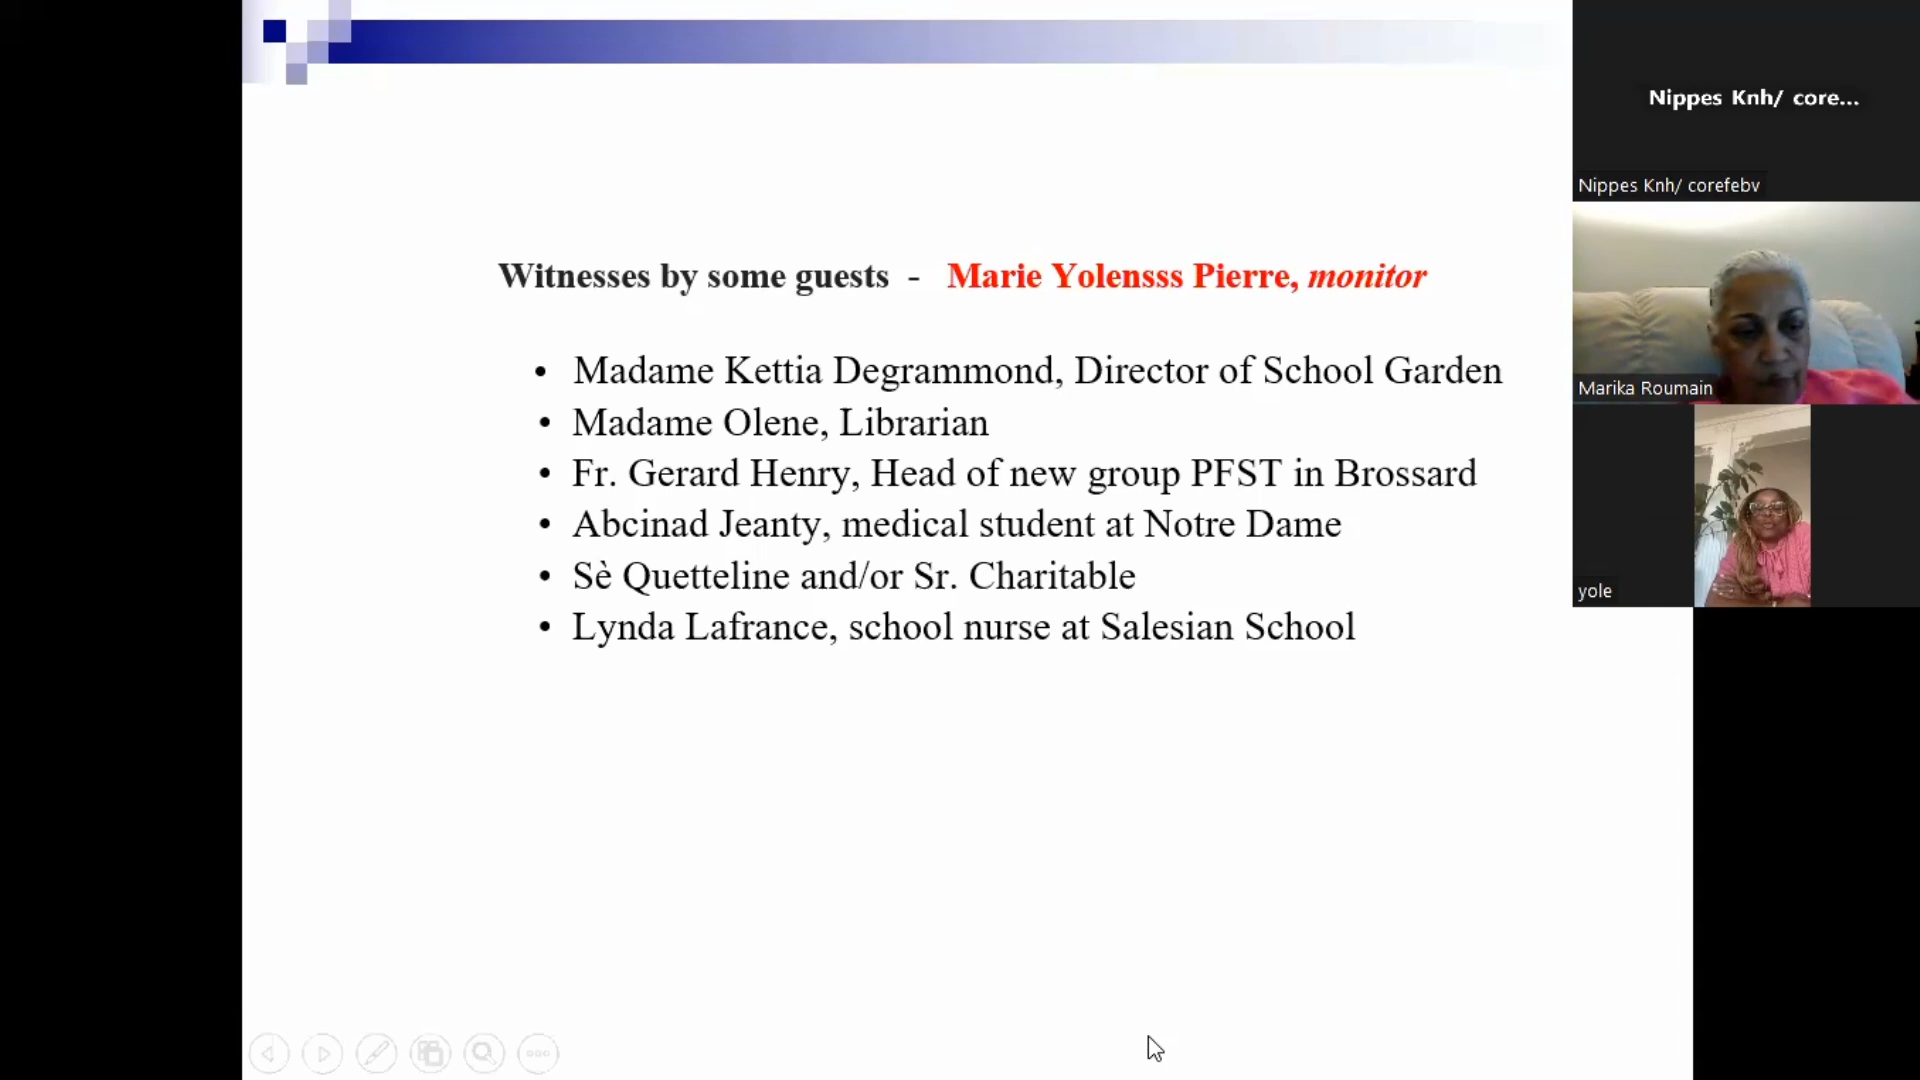 Witnesses by some guests - Marie Yolensss Pierre, monitor
• Madame Kettia Degrammond, Director of School Garden
• Madame Olene, Librarian
• Fr. Gerard Henry, Head of new group PFST in Brossard
• Abcinad Jeanty, medical student at Notre Dame
• Sè Quetteline and/or Sr. Charitable
• Lynda Lafrance, school nurse at Salesian School
Nippes Knh/ core...
Nippes Knh/ corefebv
Marika Roumain
yole